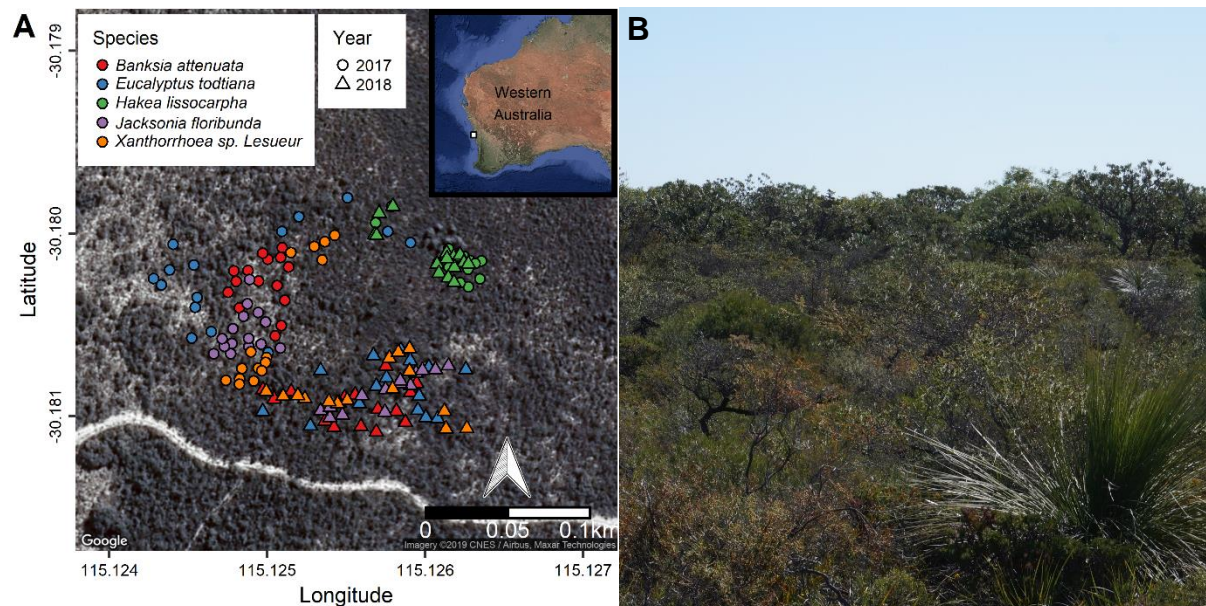 A
Species
Banksia attenuata
Eucalyptus todtiana
Hakea lissocarpha
Jacksonia floribunda
Xanthorrhoea sp. Lesueur
Year
2017
2018
Western
Australia
B
-30.179
-30.180
-30.181
Latitude
0 0.05 0.1km
Google
Imagery ©2019 CNES / Airbus, Maxar Technologies
115.124 115.125 115.126 115.127
Longitude